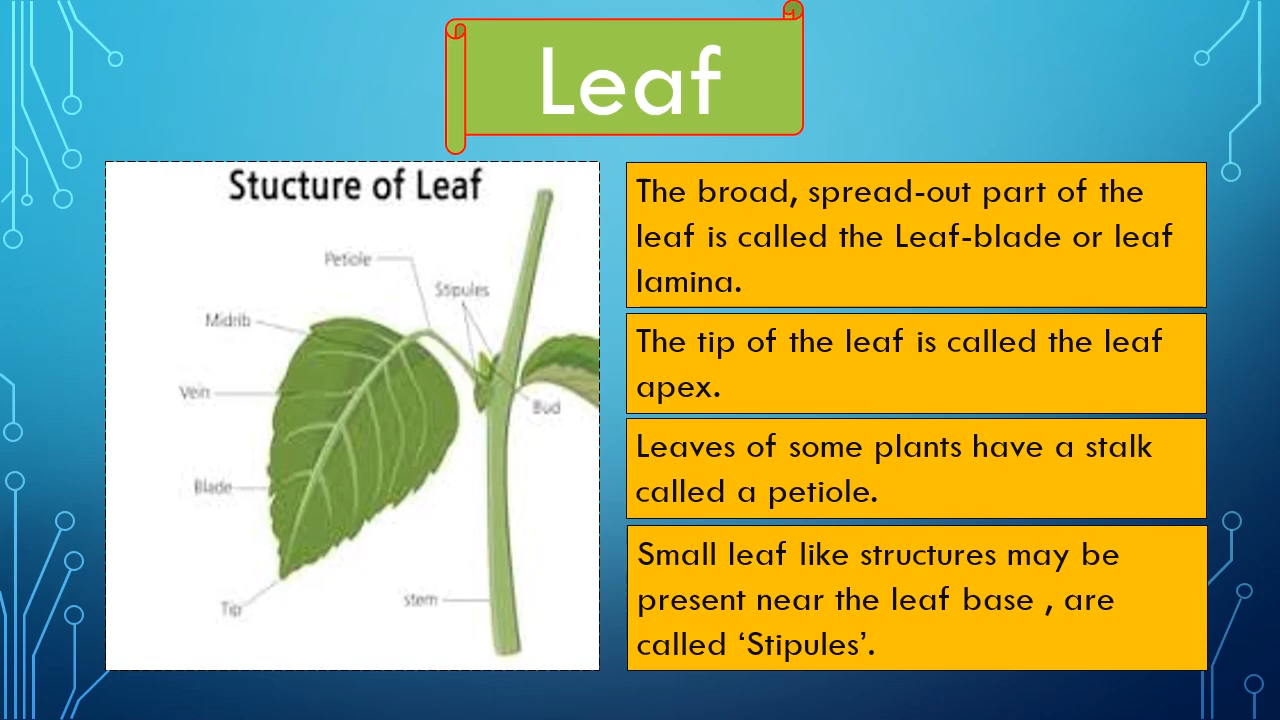 Leaf
Stucture of Leaf
Petiole
Stipules
Midrib
Vein
Bud
Blade
Tip
stem
The broad, spread-out part of the
leaf is called the Leaf-blade or leaf
lamina.
The tip of the leaf is called the leaf
apex.
Leaves of some plants have a stalk
called a petiole.
Small leaf like structures may be
present near the leaf base , are
called ‘Stipules’.